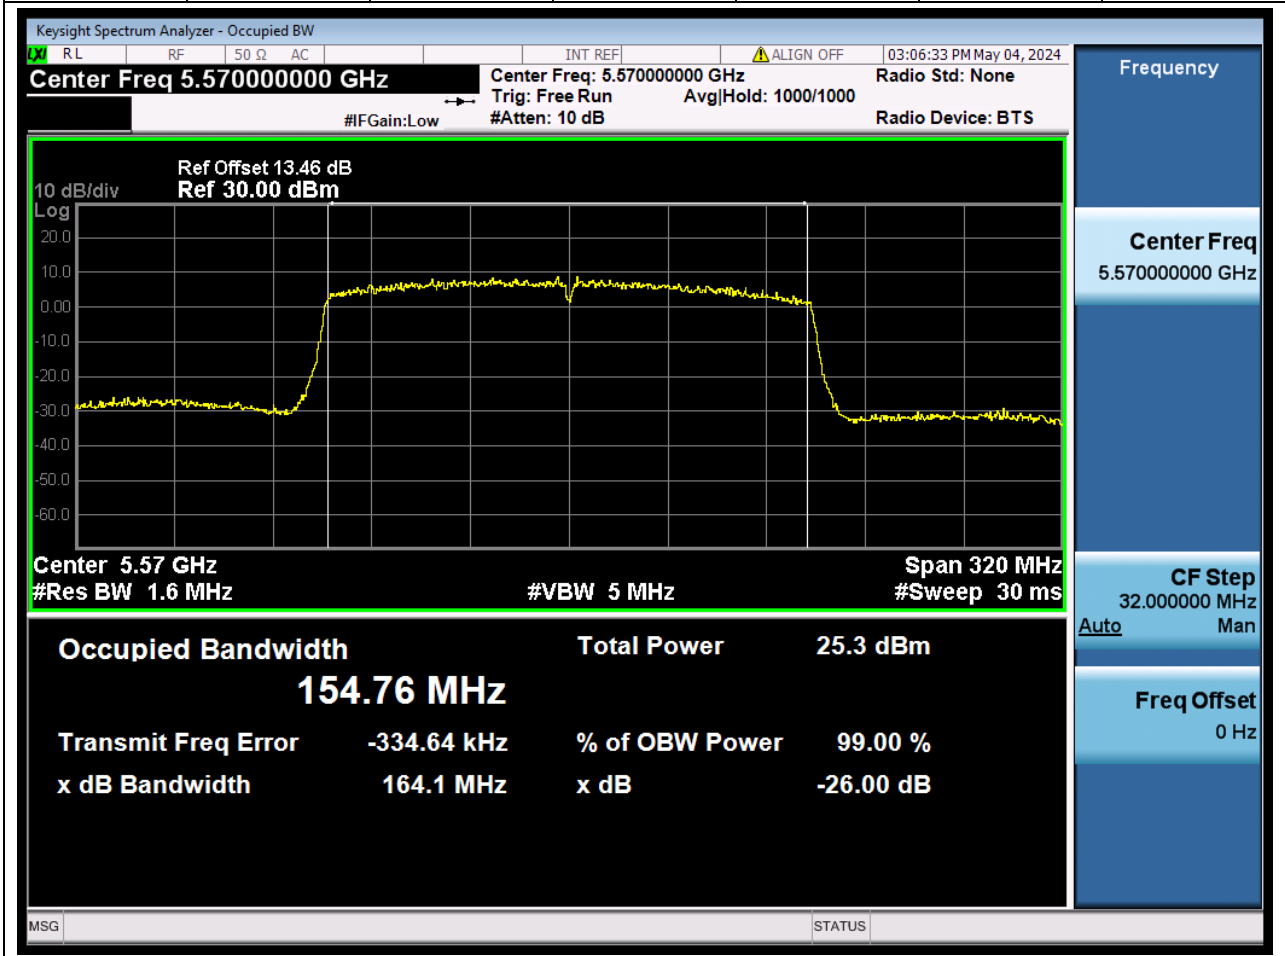 Keysight Spectrum Analyzer - Occupied BW
LXI RL RF 50 Ω AC INT REF ALIGN OFF 03:06:33 PM May 04, 2024
Center Freq 5.570000000 GHz
Center Freq: 5.570000000 GHz
Radio Std: None
Trig: Free Run Avg|Hold: 1000/1000
#IFGain:Low
#Atten: 10 dB
Radio Device: BTS
Ref Offset 13.46 dB
10 dB/div Ref 30.00 dBm
Log
20.0
10.0
0.00
-10.0
-20.0
-30.0
-40.0
-50.0
-60.0
Center 5.57 GHz Span 320 MHz
#Res BW 1.6 MHz #VBW 5 MHz #Sweep 30 ms
Occupied Bandwidth Total Power 25.3 dBm
154.76 MHz
Transmit Freq Error -334.64 kHz % of OBW Power 99.00 %
x dB Bandwidth 164.1 MHz x dB -26.00 dB
Frequency
Center Freq
5.570000000 GHz
CF Step
32.000000 MHz
Auto Man
Freq Offset
0 Hz
MSG STATUS